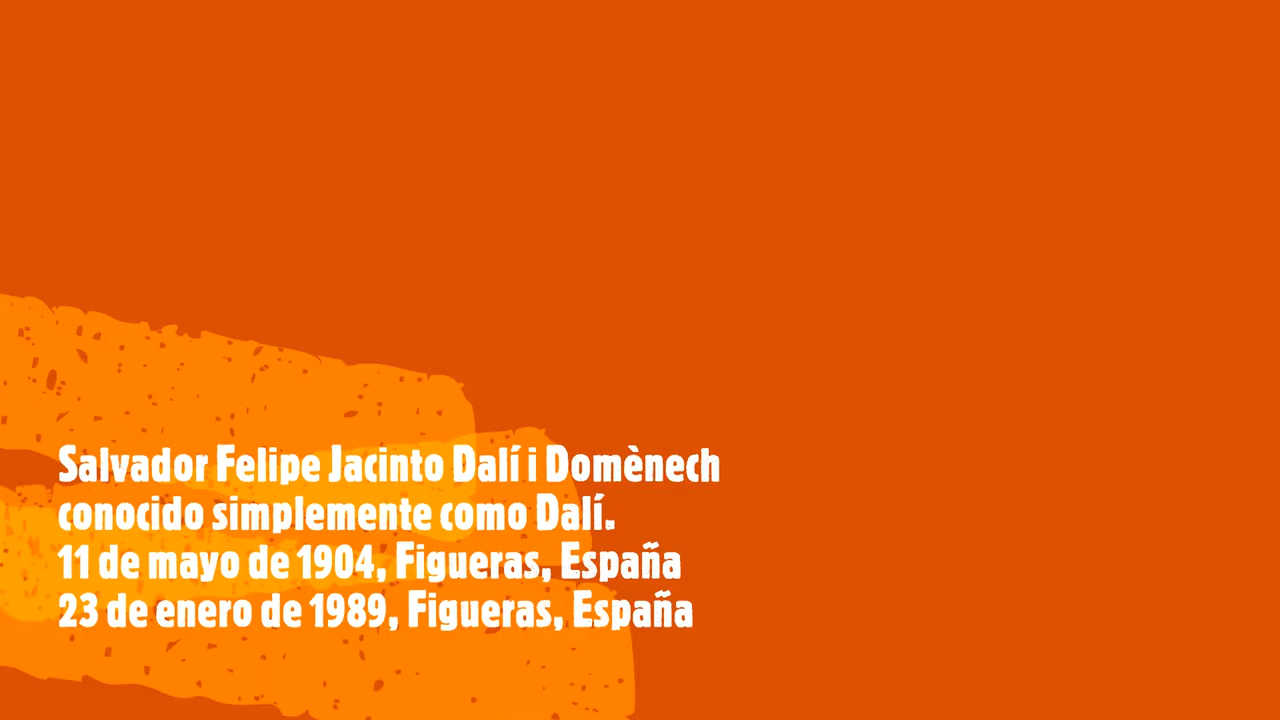 Salvador Felipe Jacinto Dalí i Domènech
conocido simplemente como Dalí.
11 de mayo de 1904, Figueras, España
23 de enero de 1989, Figueras, España